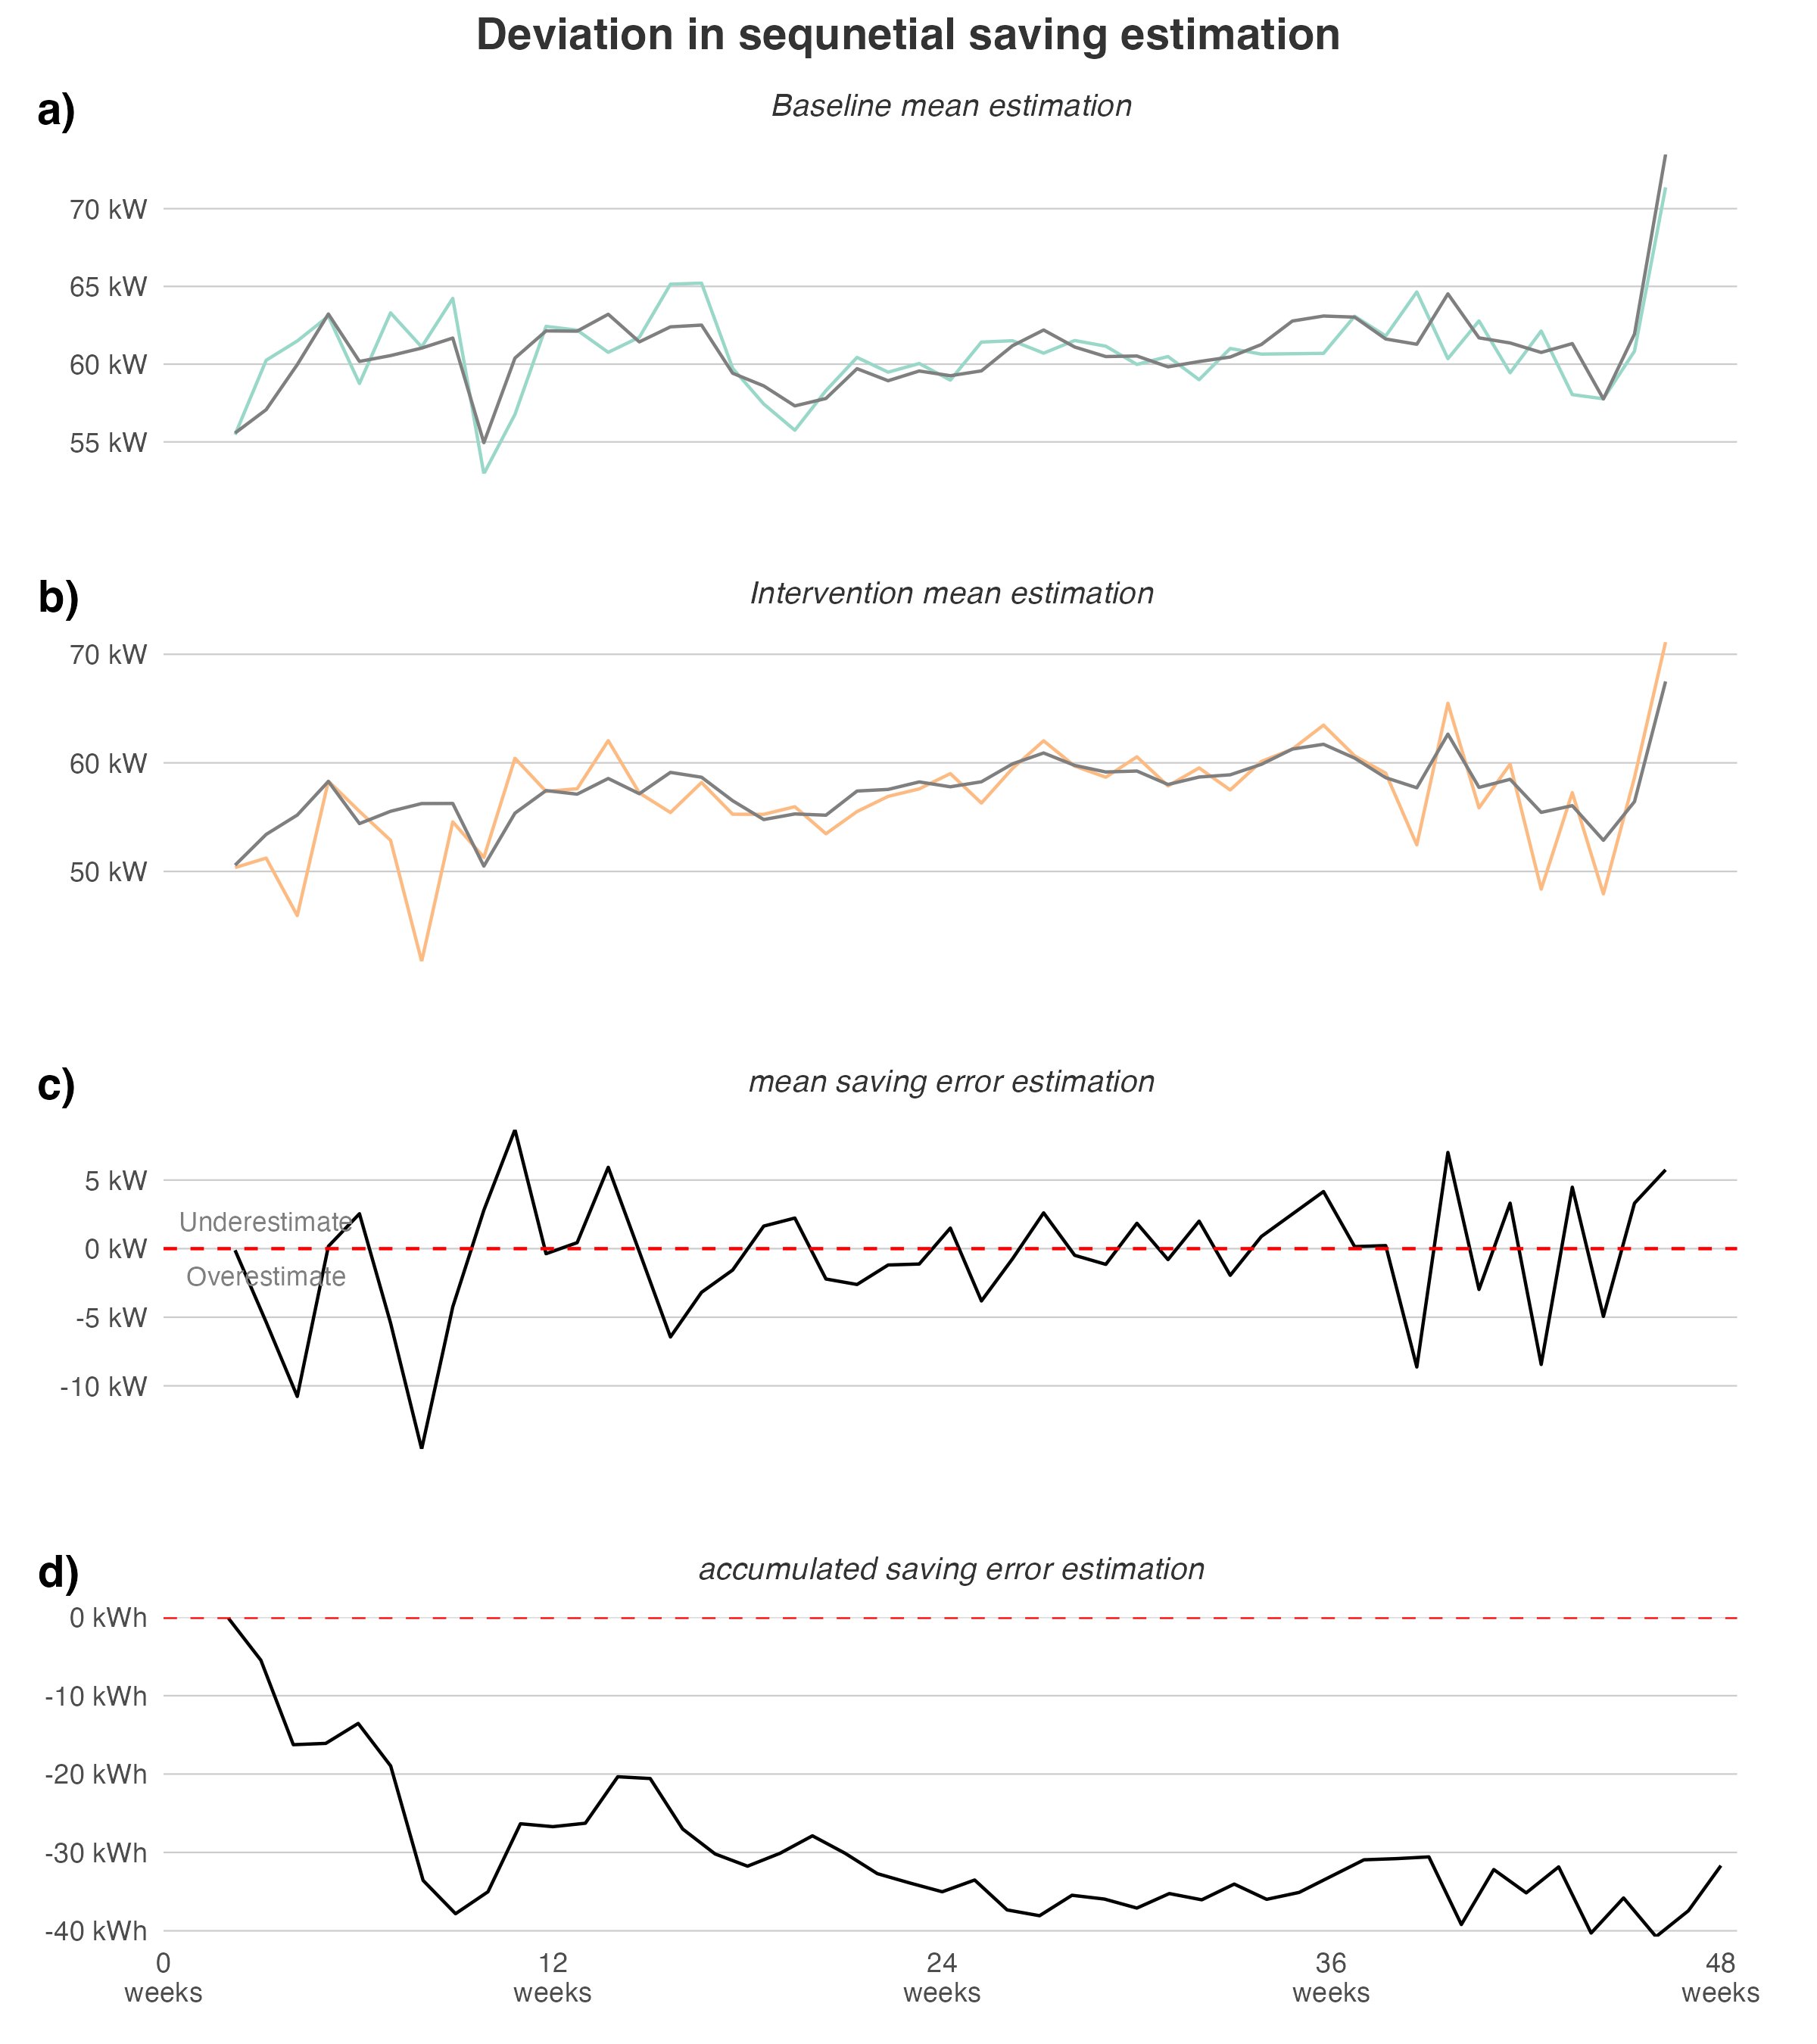 Deviation in sequnetial saving estimation
a)
Baseline mean estimation
70 kW
65 kW
60 kW
55 kW
b)
Intervention mean estimation
70 kW
60 kW
50 kW
c)
mean saving error estimation
5 kW
Underestimate
0 kW
Overestimate
-5 kW
-10 kW
d)
accumulated saving error estimation
0 kWh
-10 kWh
-20 kWh
-30 kWh
-40 kWh
0 12 24 36 48
weeks weeks weeks weeks weeks